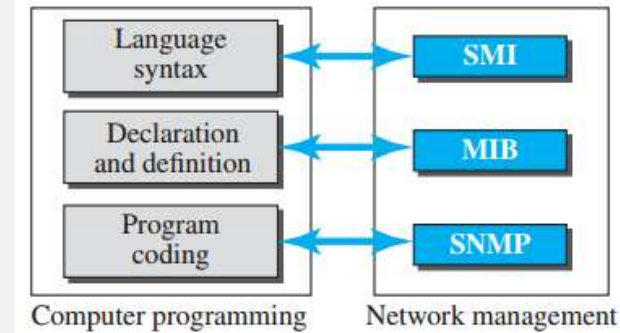 Language
syntax
SMI
Declaration
and definition
MIB
Program
coding
SNMP
Computer programming
Network management